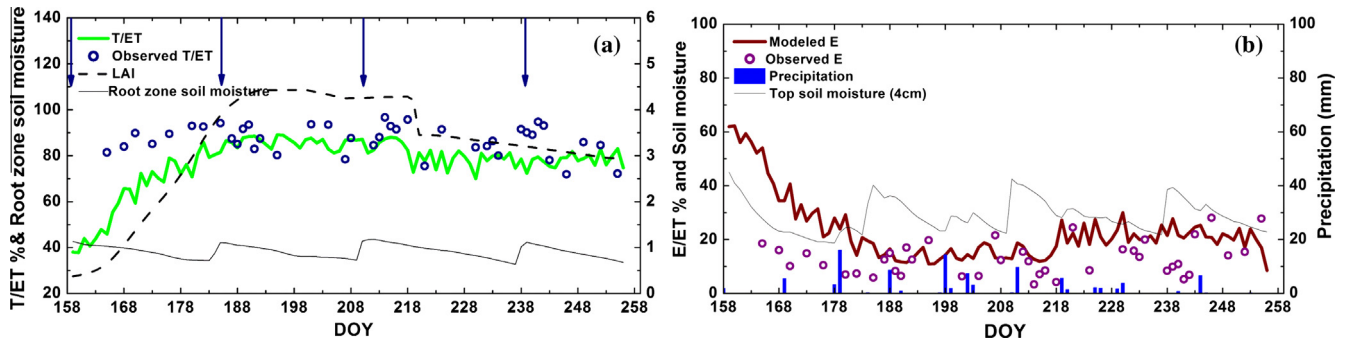 (a)
T/ET
Observed T/ET
LAI
Root zone soil moisture
T/ET %& Root zone soil moisture
140
120
100
80
60
40
20
6
5
4
3
2
1
0
158 168 178 188 198 208 218 228 238 248 258
DOY
(b)
Modeled E
Observed E
Precipitation
Top soil moisture (4cm)
E/ET % and Soil moisture
100
80
60
40
20
0
100
80
60
40
20
0
Precipitation (mm)
158 168 178 188 198 208 218 228 238 248 258
DOY